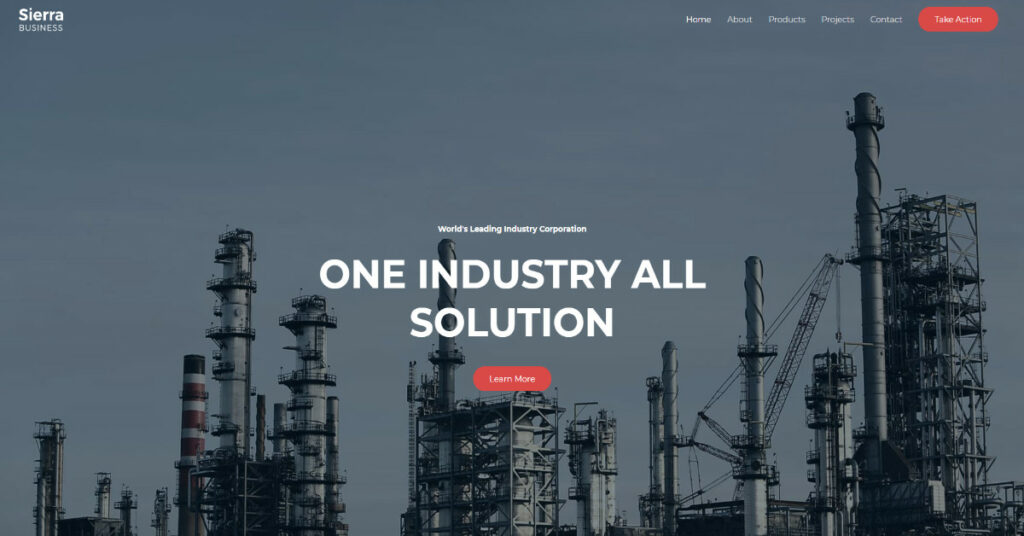 Sierra
BUSINESS
Home About Products Projects Contact Take Action
World's Leading Industry Corporation
ONE INDUSTRY ALL
SOLUTION
Learn More